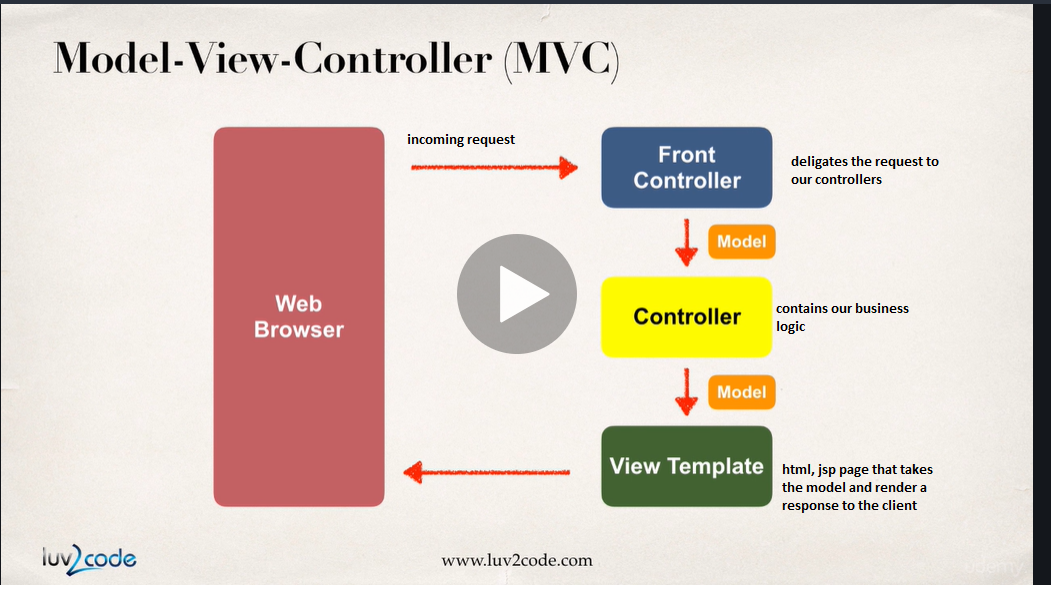 Model-View-Controller (MVC)
incoming request
Front
Controller
deligates the request to
our controllers
Model
Web
Browser
Controller
contains our business
logic
Model
View Template
html, jsp page that takes
the model and render a
response to the client
luv2code
www.luv2code.com
udemy